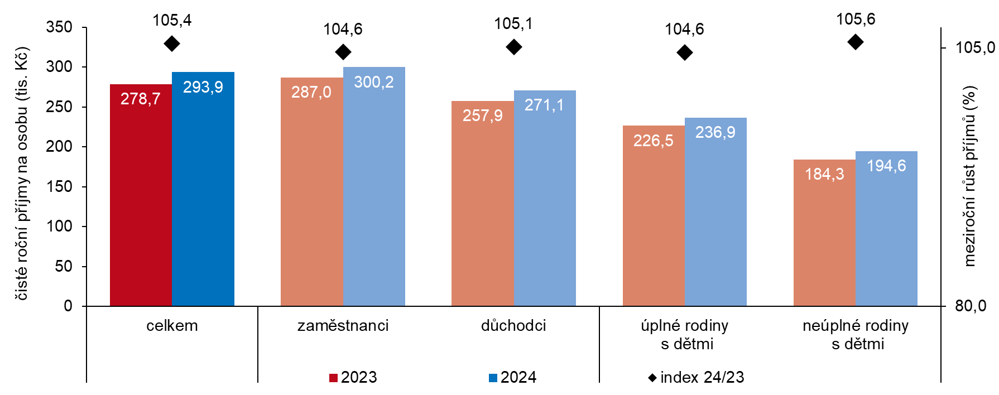 čisté roční příjmy na osobu (tis. Kč)
350
300
250
200
150
100
50
0
105,4
104,6
105,1
104,6
105,6
278,7
293,9
287,0
300,2
257,9
271,1
226,5
236,9
184,3
194,6
105,0
80,0
meziroční růst příjmů (%)
celkem
zaměstnanci
důchodci
úplné rodiny
s dětmi
neúplné rodiny
s dětmi
2023
2024
index 24/23